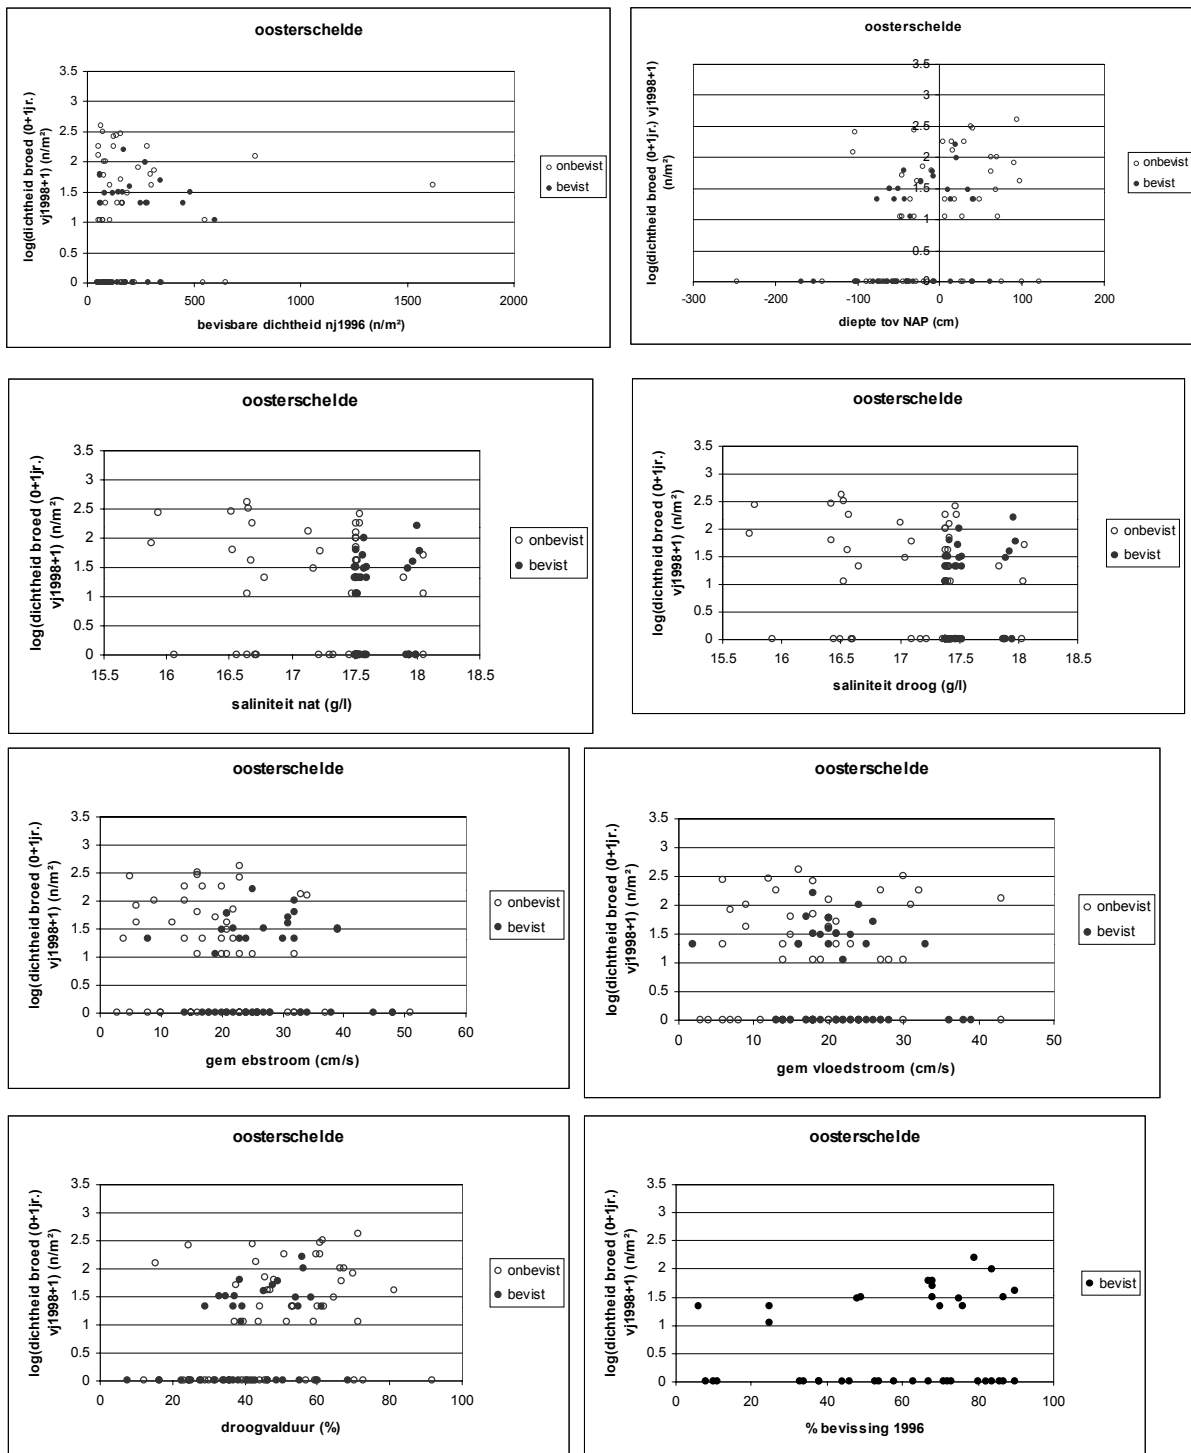 oosterschelde
log(dichtheid broed (0+1jr.)
vj1998+1) (n/m²)
3.5
3
2.5
2
1.5
1
0.5
0
0 500 1000 1500 2000
bevisbare dichtheid nj1996 (n/m²)
onbevist
bevist
oosterschelde
log(dichtheid broed (0+1jr.) vj1998+1)
(n/m²)
3.5
3
2.5
2
1.5
1
0.5
0
-300 -200 -100 0 100 200
diepte tov NAP (cm)
onbevist
bevist
oosterschelde
log(dichtheid broed (0+1jr.)
vj1998+1) (n/m²)
3.5
3
2.5
2
1.5
1
0.5
0
15.5 16 16.5 17 17.5 18 18.5
saliniteit nat (g/l)
onbevist
bevist
oosterschelde
log(dichtheid broed (0+1jr.)
vj1998+1) (n/m²)
3.5
3
2.5
2
1.5
1
0.5
0
15.5 16 16.5 17 17.5 18 18.5
saliniteit droog (g/l)
onbevist
bevist
oosterschelde
log(dichtheid broed (0+1jr.)
vj1998+1) (n/m²)
3.5
3
2.5
2
1.5
1
0.5
0
0 10 20 30 40 50 60
gem ebstroom (cm/s)
onbevist
bevist
oosterschelde
log(dichtheid broed (0+1jr.)
vj1998+1) (n/m²)
3.5
3
2.5
2
1.5
1
0.5
0
0 10 20 30 40 50
gem vloedstroom (cm/s)
onbevist
bevist
oosterschelde
log(dichtheid broed (0+1jr.)
vj1998+1) (n/m²)
3.5
3
2.5
2
1.5
1
0.5
0
0 20 40 60 80 100
droogvalduur (%)
onbevist
bevist
oosterschelde
log(dichtheid broed (0+1jr.)
vj1998+1) (n/m²)
3.5
3
2.5
2
1.5
1
0.5
0
0 20 40 60 80 100
% bevissing 1996
bevist